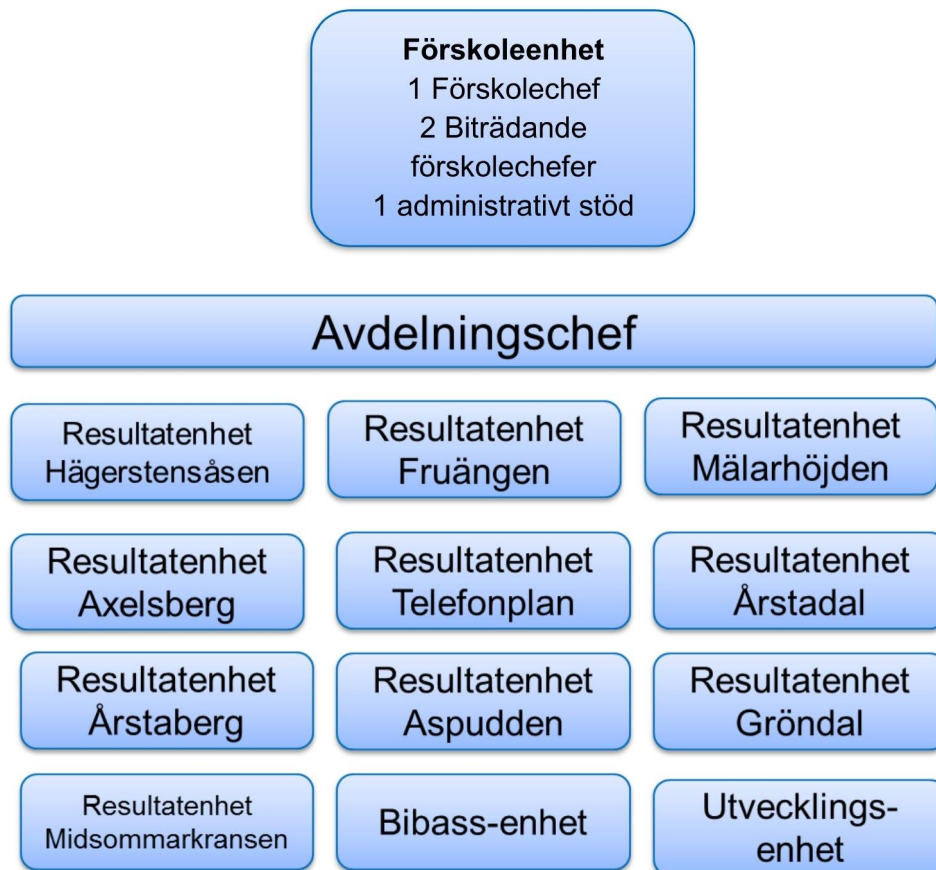 Förskoleenhet
1 Förskolechef
2 Biträdande
förskolechefer
1 administrativt stöd
Avdelningschef
Resultatenhet
Hägerstensåsen
Resultatenhet
Fruängen
Resultatenhet
Mälarhöjden
Resultatenhet
Axelsberg
Resultatenhet
Telefonplan
Resultatenhet
Årstadal
Resultatenhet
Årstaberg
Resultatenhet
Aspudden
Resultatenhet
Gröndal
Resultatenhet
Midsommarkransen
Bibass-enhet
Utvecklings-
enhet